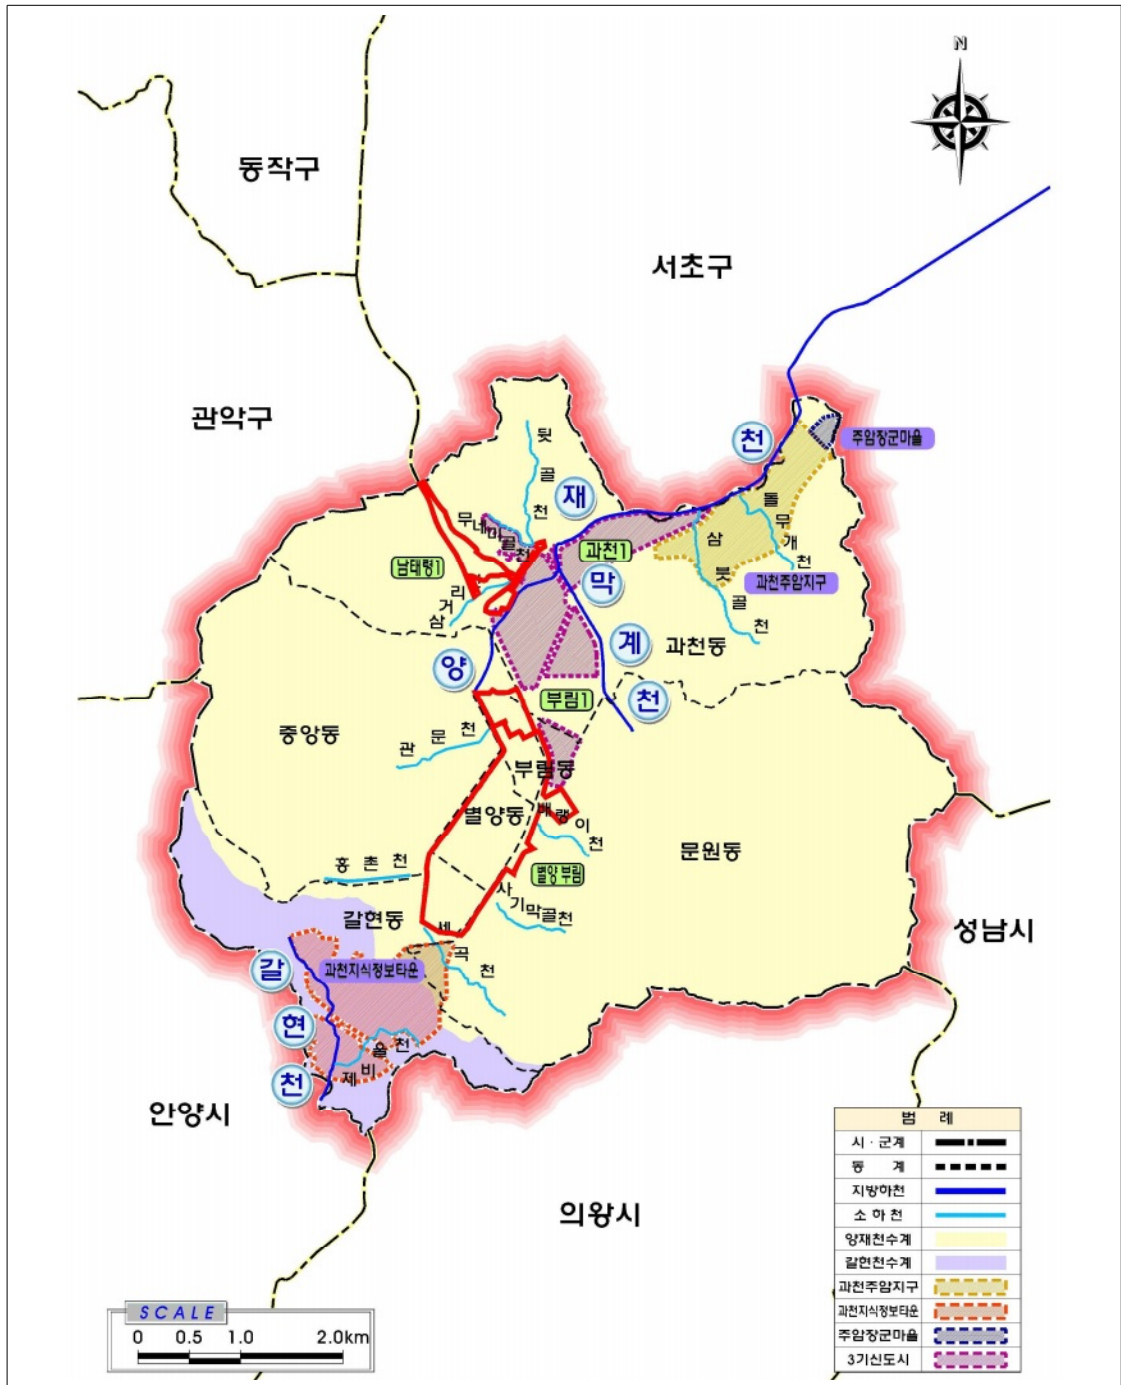 N
동작구
서초구
관악구
천
주암장군마을
뒷골천
재
돌무개천
무네미골천
과천1
삼붓골천
남태령1
막
과천주암지구
삼거리천
계
과천동
양
천
부림1
중앙동
관문천
부림동
별양동
배랭이천
문원동
홍촌천
별양 부림
사기막골천
갈현동
세곡천
성남시
갈
과천지식정보타운
현
제비울천
천
안양시
의왕시
범 례
시·군계
동 계
지방하천
소하천
양재천수계
갈현천수계
과천주암지구
과천지식정보타운
주암장군마을
3기신도시
SCALE
0 0.5 1.0 2.0km